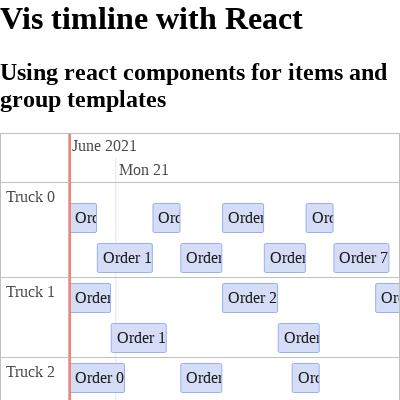 Vis timline with React
Using react components for items and
group templates
June 2021
Mon 21
Truck 0
Ord Ord Order Ord
Order 1 Order Order Order 7
Truck 1
Order Order 2 Or
Order 1 Order
Truck 2
Order 0 Order Ord